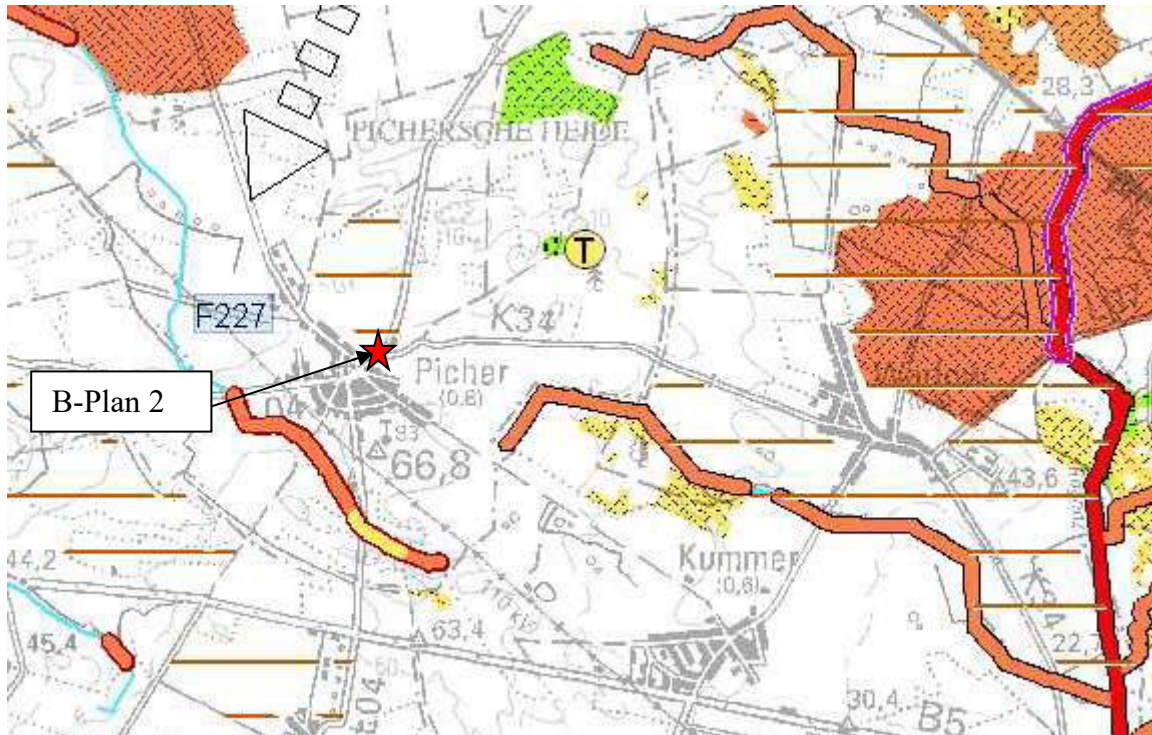 28,3
PICHERSCHE HEIDE
T
F227
K34
B-Plan 2
Picher
(0,6)
66,8
43,6
Kummer
(0,6)
44,2
63,4
45,4
22,7
30,4
B5